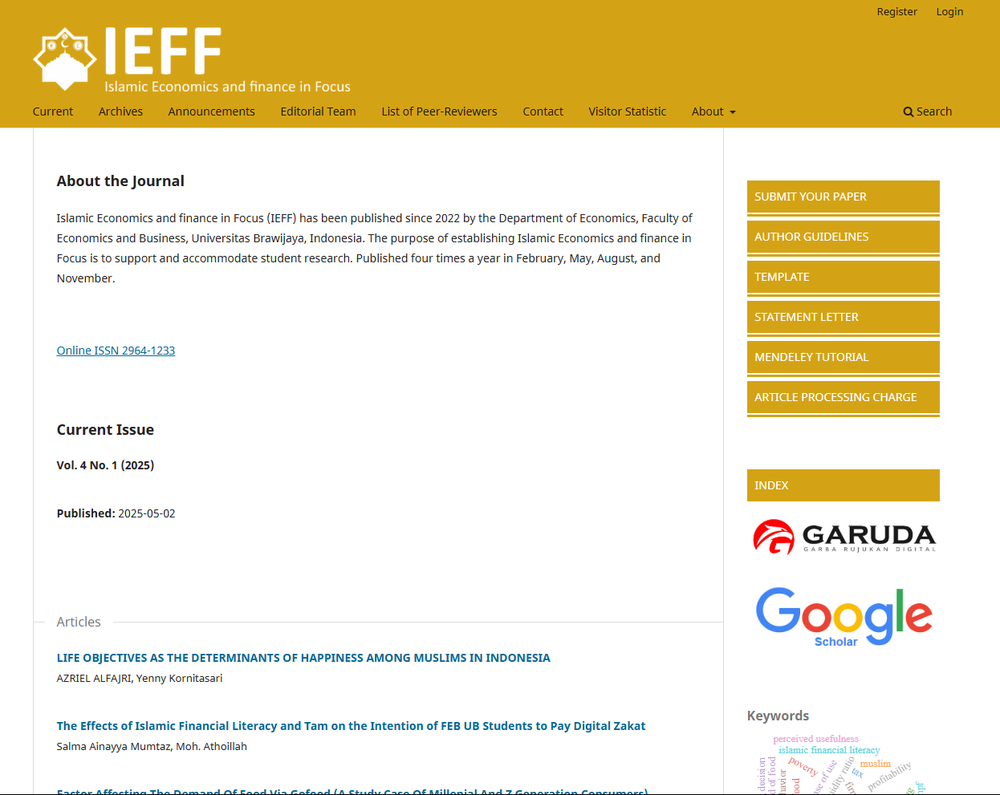 Register Login
IEFF
Islamic Economics and finance in Focus
Current Archives Announcements Editorial Team List of Peer-Reviewers Contact Visitor Statistic About Search
About the Journal
Islamic Economics and finance in Focus (IEFF) has been published since 2022 by the Department of Economics, Faculty of
Economics and Business, Universitas Brawijaya, Indonesia. The purpose of establishing Islamic Economics and finance in
Focus is to support and accommodate student research. Published four times a year in February, May, August, and
November.
Online ISSN 2964-1233
Current Issue
Vol. 4 No. 1 (2025)
Published: 2025-05-02
Articles
LIFE OBJECTIVES AS THE DETERMINANTS OF HAPPINESS AMONG MUSLIMS IN INDONESIA
AZRIEL ALFAJRI, Yenny Kornitasari
The Effects of Islamic Financial Literacy and Tam on the Intention of FEB UB Students to Pay Digital Zakat
Salma Ainayya Mumtaz, Moh. Athoillah
Factor Affecting The Demand Of Food Via Gofood (A Study Case Of Millenial And Z Generation Consumers)
SUBMIT YOUR PAPER
AUTHOR GUIDELINES
TEMPLATE
STATEMENT LETTER
MENDELEY TUTORIAL
ARTICLE PROCESSING CHARGE
INDEX
GARUDA
GARBA RUJUKAN DIGITAL
Google
Scholar
Keywords
perceived usefulness
islamic financial literacy
poverty
muslim
tax
profitability
decision
of food
use of use
ratio
food